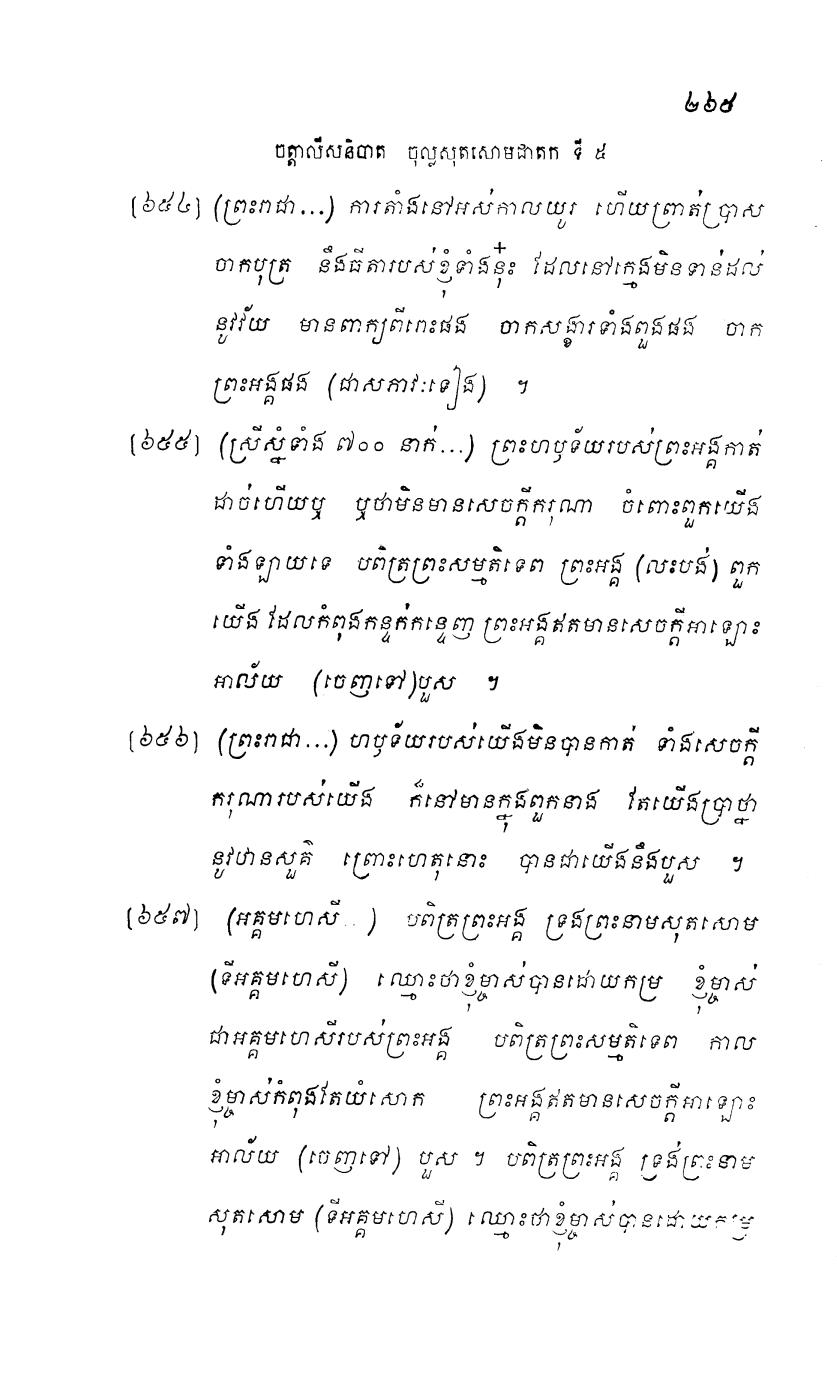 ២៦៥
ចត្តាលីសនិបាត ចុល្លសុតសោមជាតក ទី ៥
[៦៥៤] (ព្រះរាជា...) ការតាំងនៅអស់កាលយូរ ហើយព្រាត់ប្រាស
ចាកបុត្រ នឹងធីតារបស់ខ្ញុំទាំងនុ៎ះ ដែលនៅក្មេងមិនទាន់ដល់
នូវវ័យ មានពាក្យពីរោះផង ចាកសង្ខារទាំងពួងផង ចាក
ព្រះអង្គផង (ជាសភាវៈទៀង) ។
[៦៥៥] (ស្រីស្នំទាំង ៧០០ នាក់...) ព្រះហឫទ័យរបស់ព្រះអង្គកាត់
ដាច់ហើយឬ ឬថាមិនមានសេចក្តីករុណា ចំពោះពួកយើង
ទាំងឡាយទេ បពិត្រព្រះសម្មតិទេព ព្រះអង្គ (លះបង់) ពួក
យើង ដែលកំពុងកន្ទក់កន្ទេញ ព្រះអង្គឥតមានសេចក្តីអាឡោះ
អាល័យ (ចេញទៅ)បួស ។
[៦៥៦] (ព្រះរាជា...) ហឫទ័យរបស់យើងមិនបានកាត់ ទាំងសេចក្តី
ករុណារបស់យើង ក៏នៅមានក្នុងពួកនាង តែយើងប្រាថ្នា
នូវឋានសួគ៌ ព្រោះហេតុនោះ បានជាយើងនឹងបួស ។
[៦៥៧] (អគ្គមហេសី...) បពិត្រព្រះអង្គ ទ្រង់ព្រះនាមសុតសោម
(ទីអគ្គមហេសី) ឈ្មោះថាខ្ញុំម្ចាស់បានដោយកម្រ ខ្ញុំម្ចាស់
ជាអគ្គមហេសីរបស់ព្រះអង្គ បពិត្រព្រះសម្មតិទេព កាល
ខ្ញុំម្ចាស់កំពុងតែយំសោក ព្រះអង្គឥតមានសេចក្តីអាឡោះ
អាល័យ (ចេញទៅ) បួស ។ បពិត្រព្រះអង្គ ទ្រង់ព្រះនាម
សុតសោម (ទីអគ្គមហេសី) ឈ្មោះថាខ្ញុំម្ចាស់បានដោយកម្រ